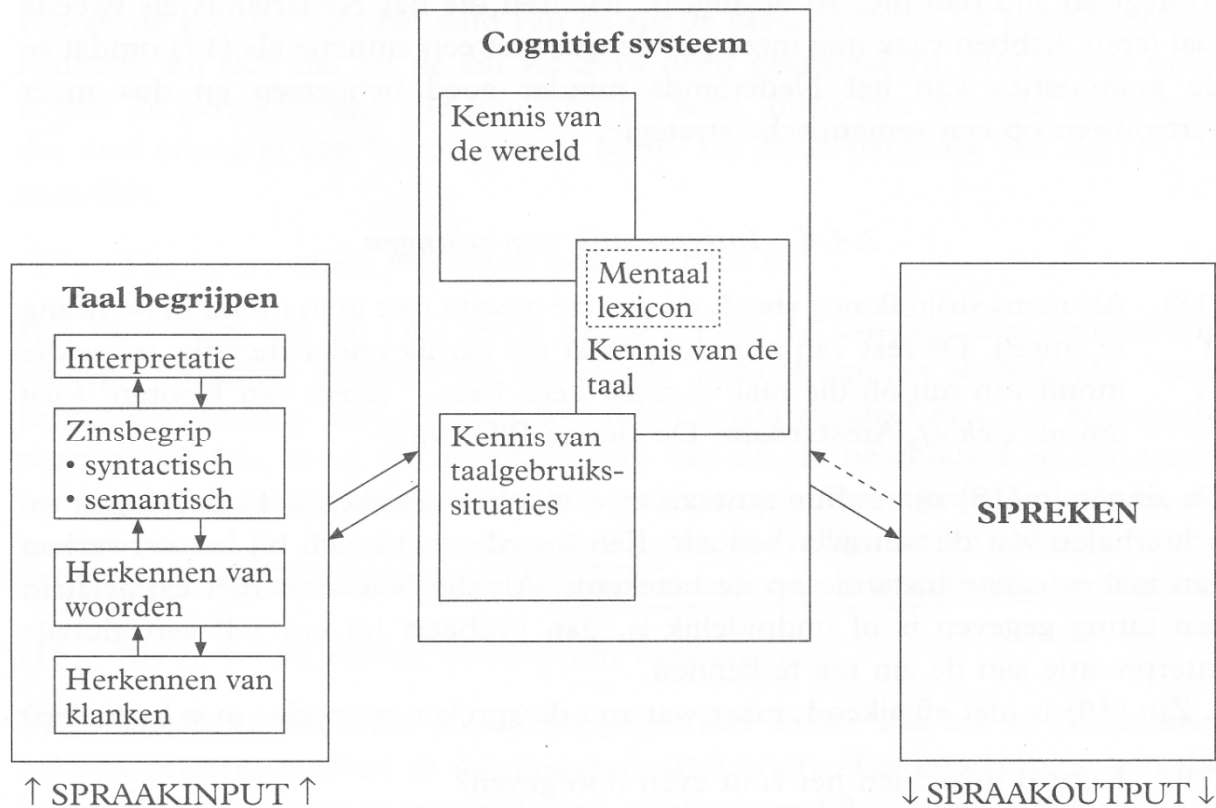 Cognitief systeem
Kennis van
de wereld
Mentaal
lexicon
Kennis van de
taal
Kennis van
taalgebruiks-
situaties
Taal begrijpen
Interpretatie
Zinsbegrip
• syntactisch
• semantisch
Herkennen van
woorden
Herkennen van
klanken
↑ SPRAAKINPUT ↑
SPREKEN
↓ SPRAAKOUTPUT ↓